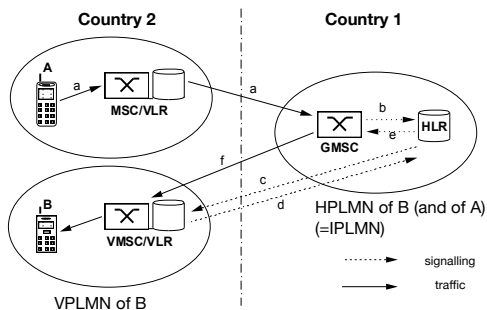 Country 2
Country 1
A
a
MSC/VLR
a
b
e
HLR
GMSC
f
c
d
B
VMSC/VLR
VPLMN of B
HPLMN of B (and of A)
(=IPLMN)
signalling
traffic